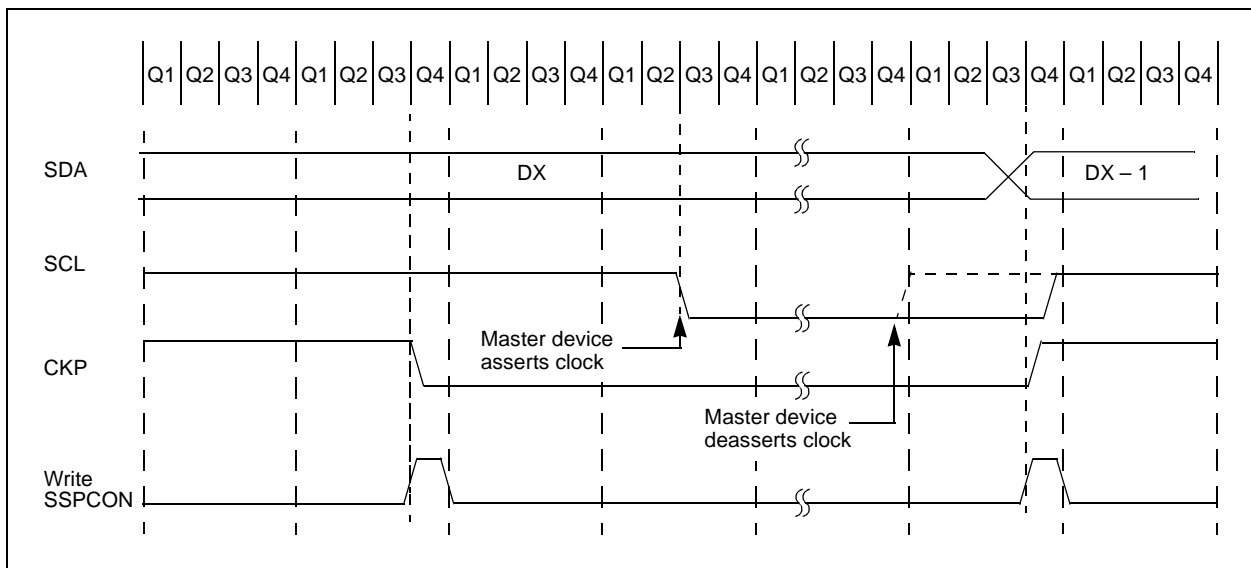 Q1 Q2 Q3 Q4 Q1 Q2 Q3 Q4 Q1 Q2 Q3 Q4 Q1 Q2 Q3 Q4 Q1 Q2 Q3 Q4 Q1 Q2 Q3 Q4 Q1 Q2 Q3 Q4
SDA
DX
DX – 1
SCL
Master device
asserts clock
CKP
Master device
deasserts clock
Write
SSPCON